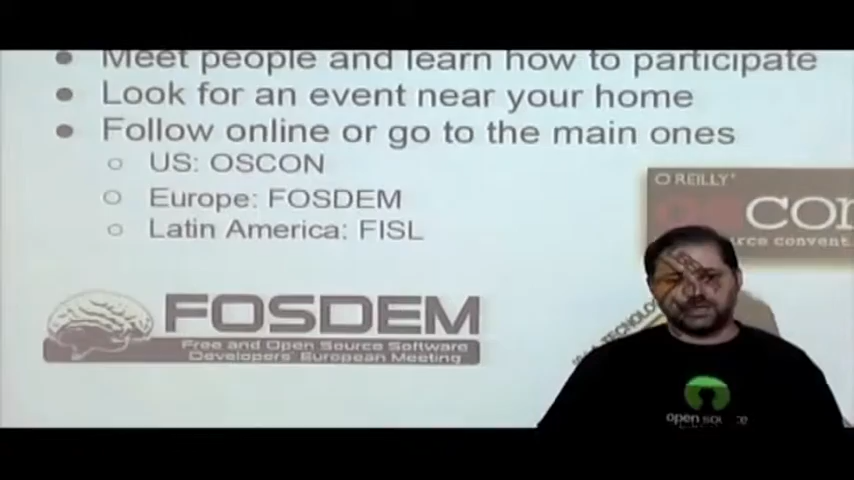 Meet people and learn how to participate
Look for an event near your home
Follow online or go to the main ones
US: OSCON
Europe: FOSDEM
Latin America: FISL
O REILLY
CON
FOSDEM
Free and Open Source Software
Developers' European Meeting
TECHNOLOGY
open source